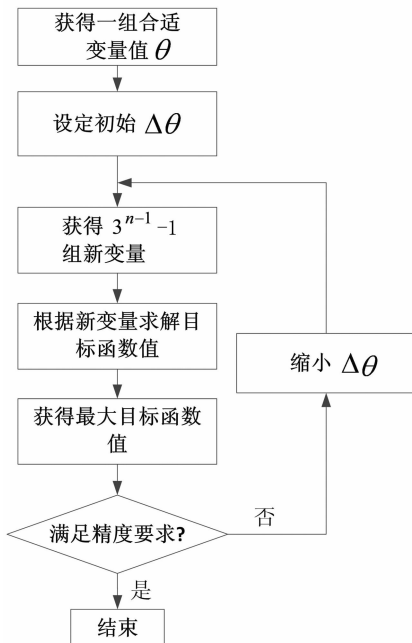 获得一组合适
变量值 θ
设定初始 Δθ
获得 3ⁿ⁻¹ -1
组新变量
根据新变量求解目
标函数值
缩小 Δθ
获得最大目标函数
值
满足精度要求?
否
是
结束